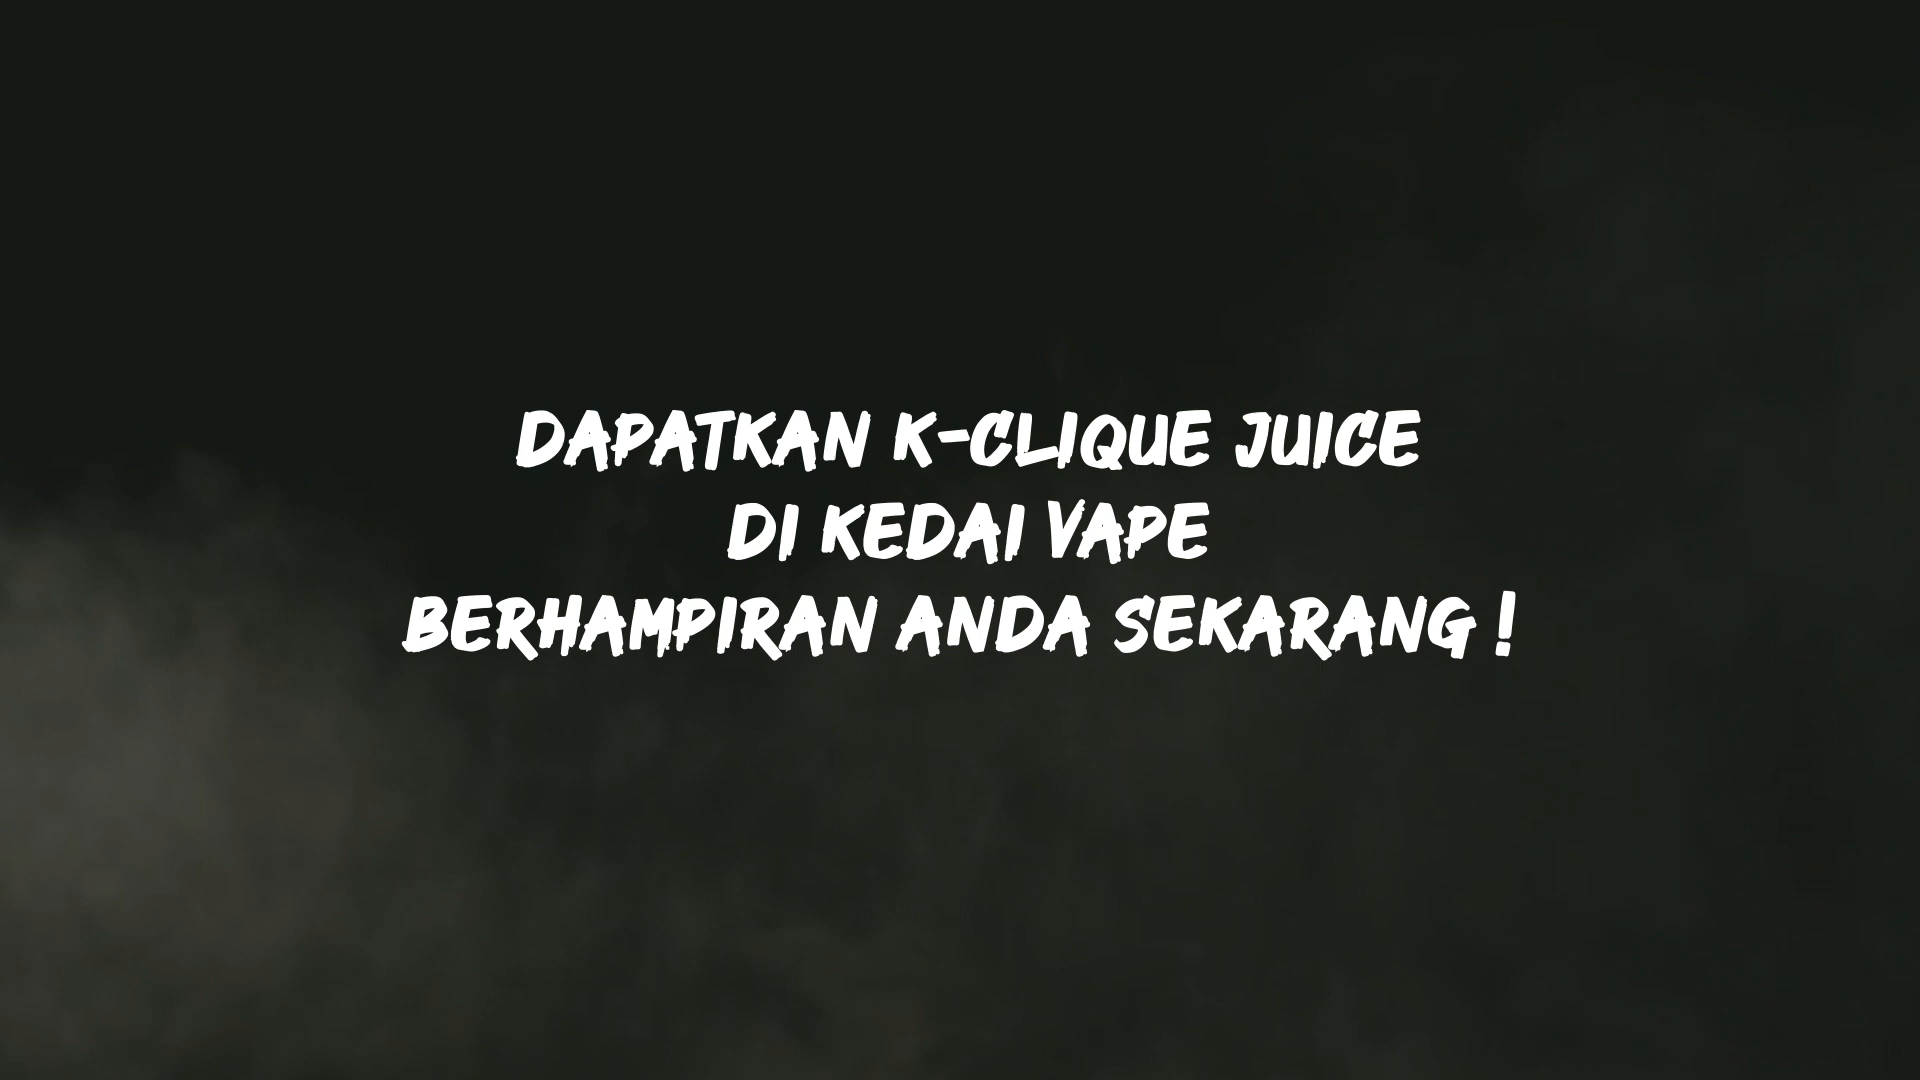 DAPATKAN K-CLIQUE JUICE
DI KEDAI VAPE
BERHAMPIRAN ANDA SEKARANG !